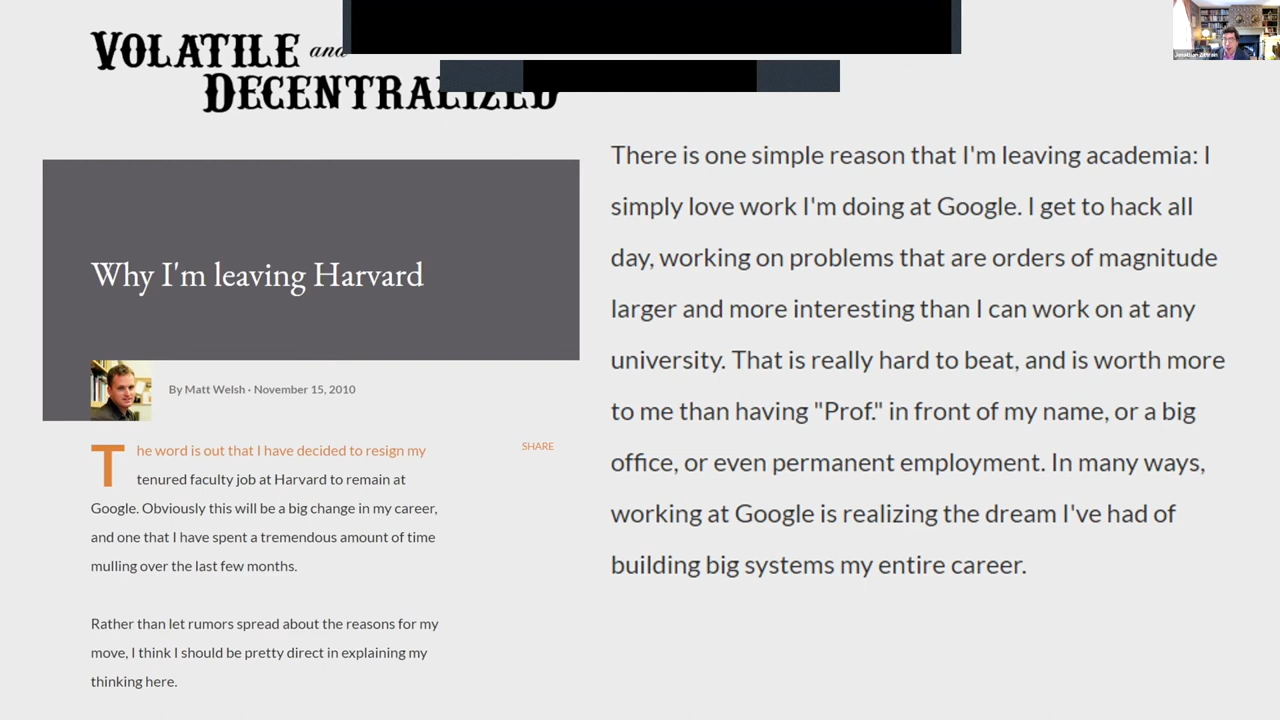 VOLATILE and
DECENTRALIZED
Why I'm leaving Harvard
By Matt Welsh · November 15, 2010
The word is out that I have decided to resign my
SHARE
tenured faculty job at Harvard to remain at
Google. Obviously this will be a big change in my career,
and one that I have spent a tremendous amount of time
mulling over the last few months.
Rather than let rumors spread about the reasons for my
move, I think I should be pretty direct in explaining my
thinking here.
There is one simple reason that I'm leaving academia: I
simply love work I'm doing at Google. I get to hack all
day, working on problems that are orders of magnitude
larger and more interesting than I can work on at any
university. That is really hard to beat, and is worth more
to me than having "Prof." in front of my name, or a big
office, or even permanent employment. In many ways,
working at Google is realizing the dream I've had of
building big systems my entire career.
Jonathan Zittrain